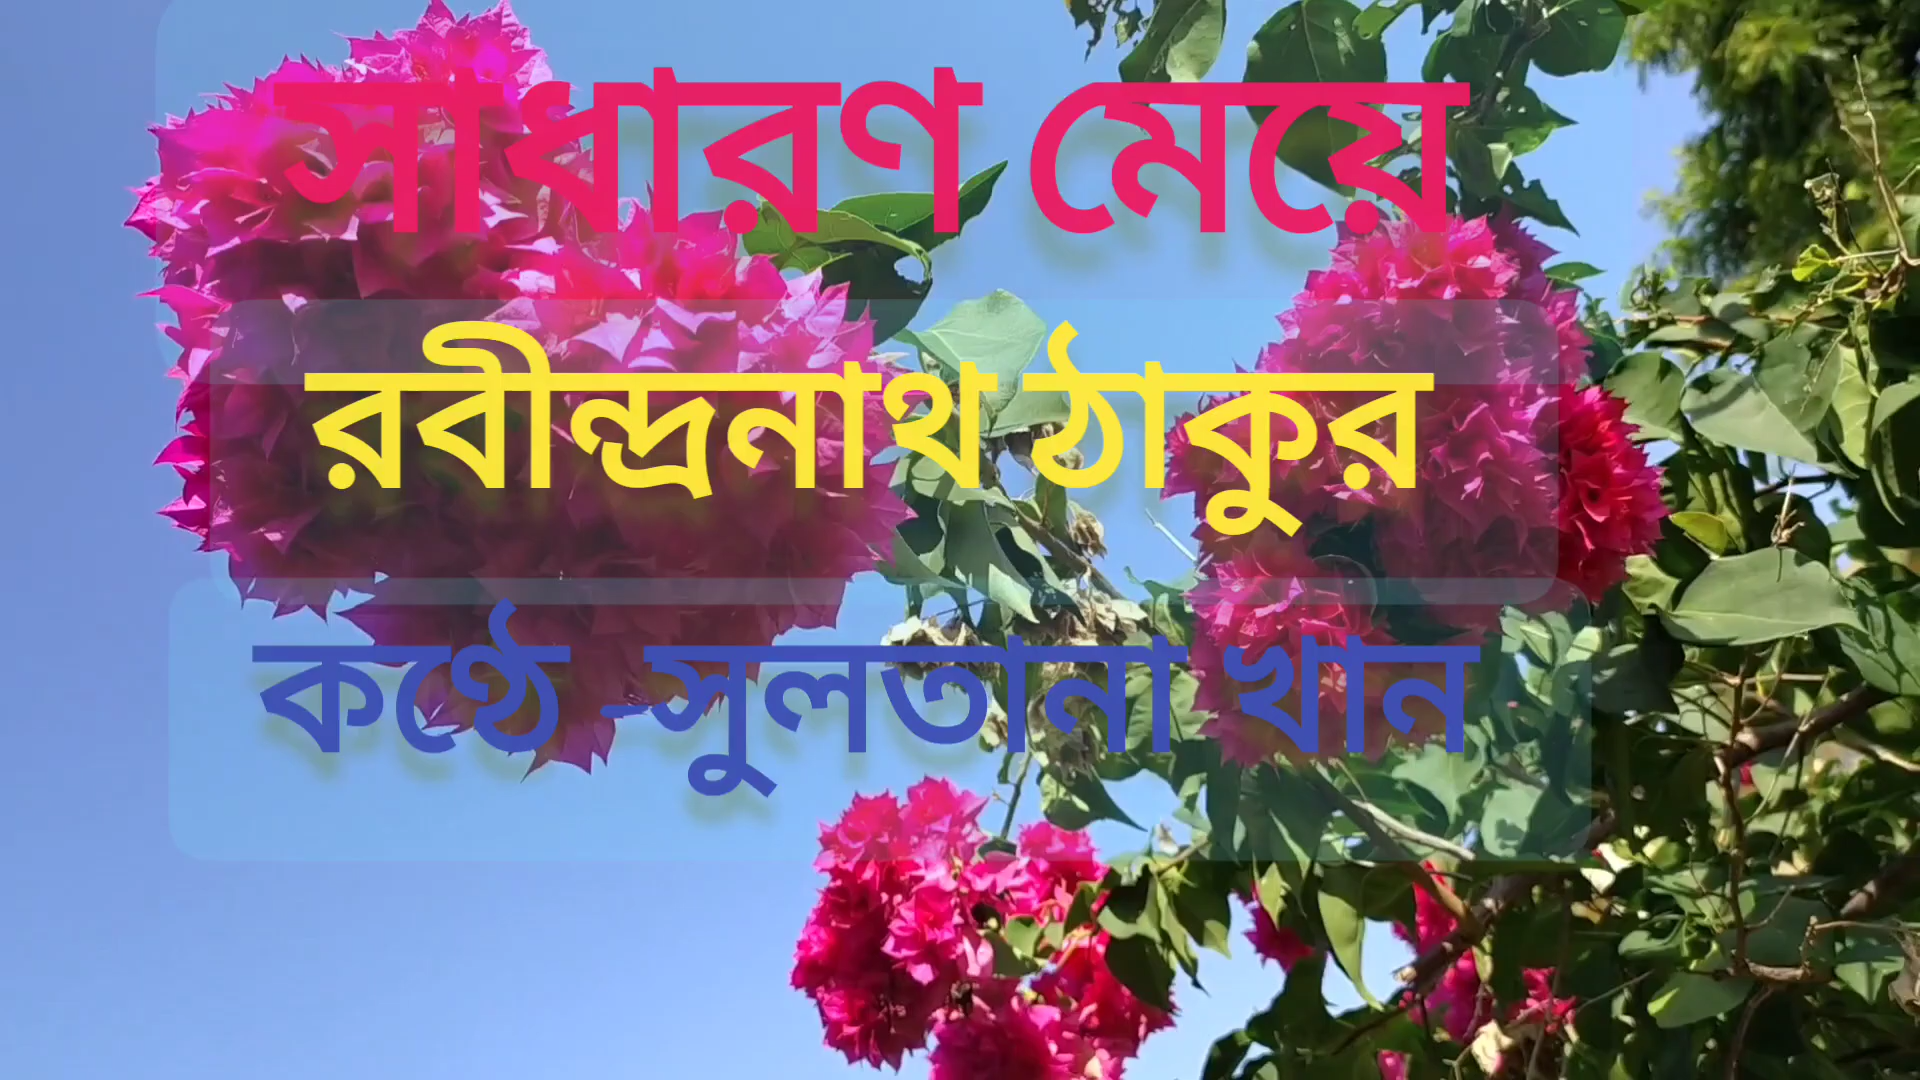 সাধারণ মেয়ে
রবীন্দ্রনাথ ঠাকুর
কণ্ঠে -সুলতানা খান